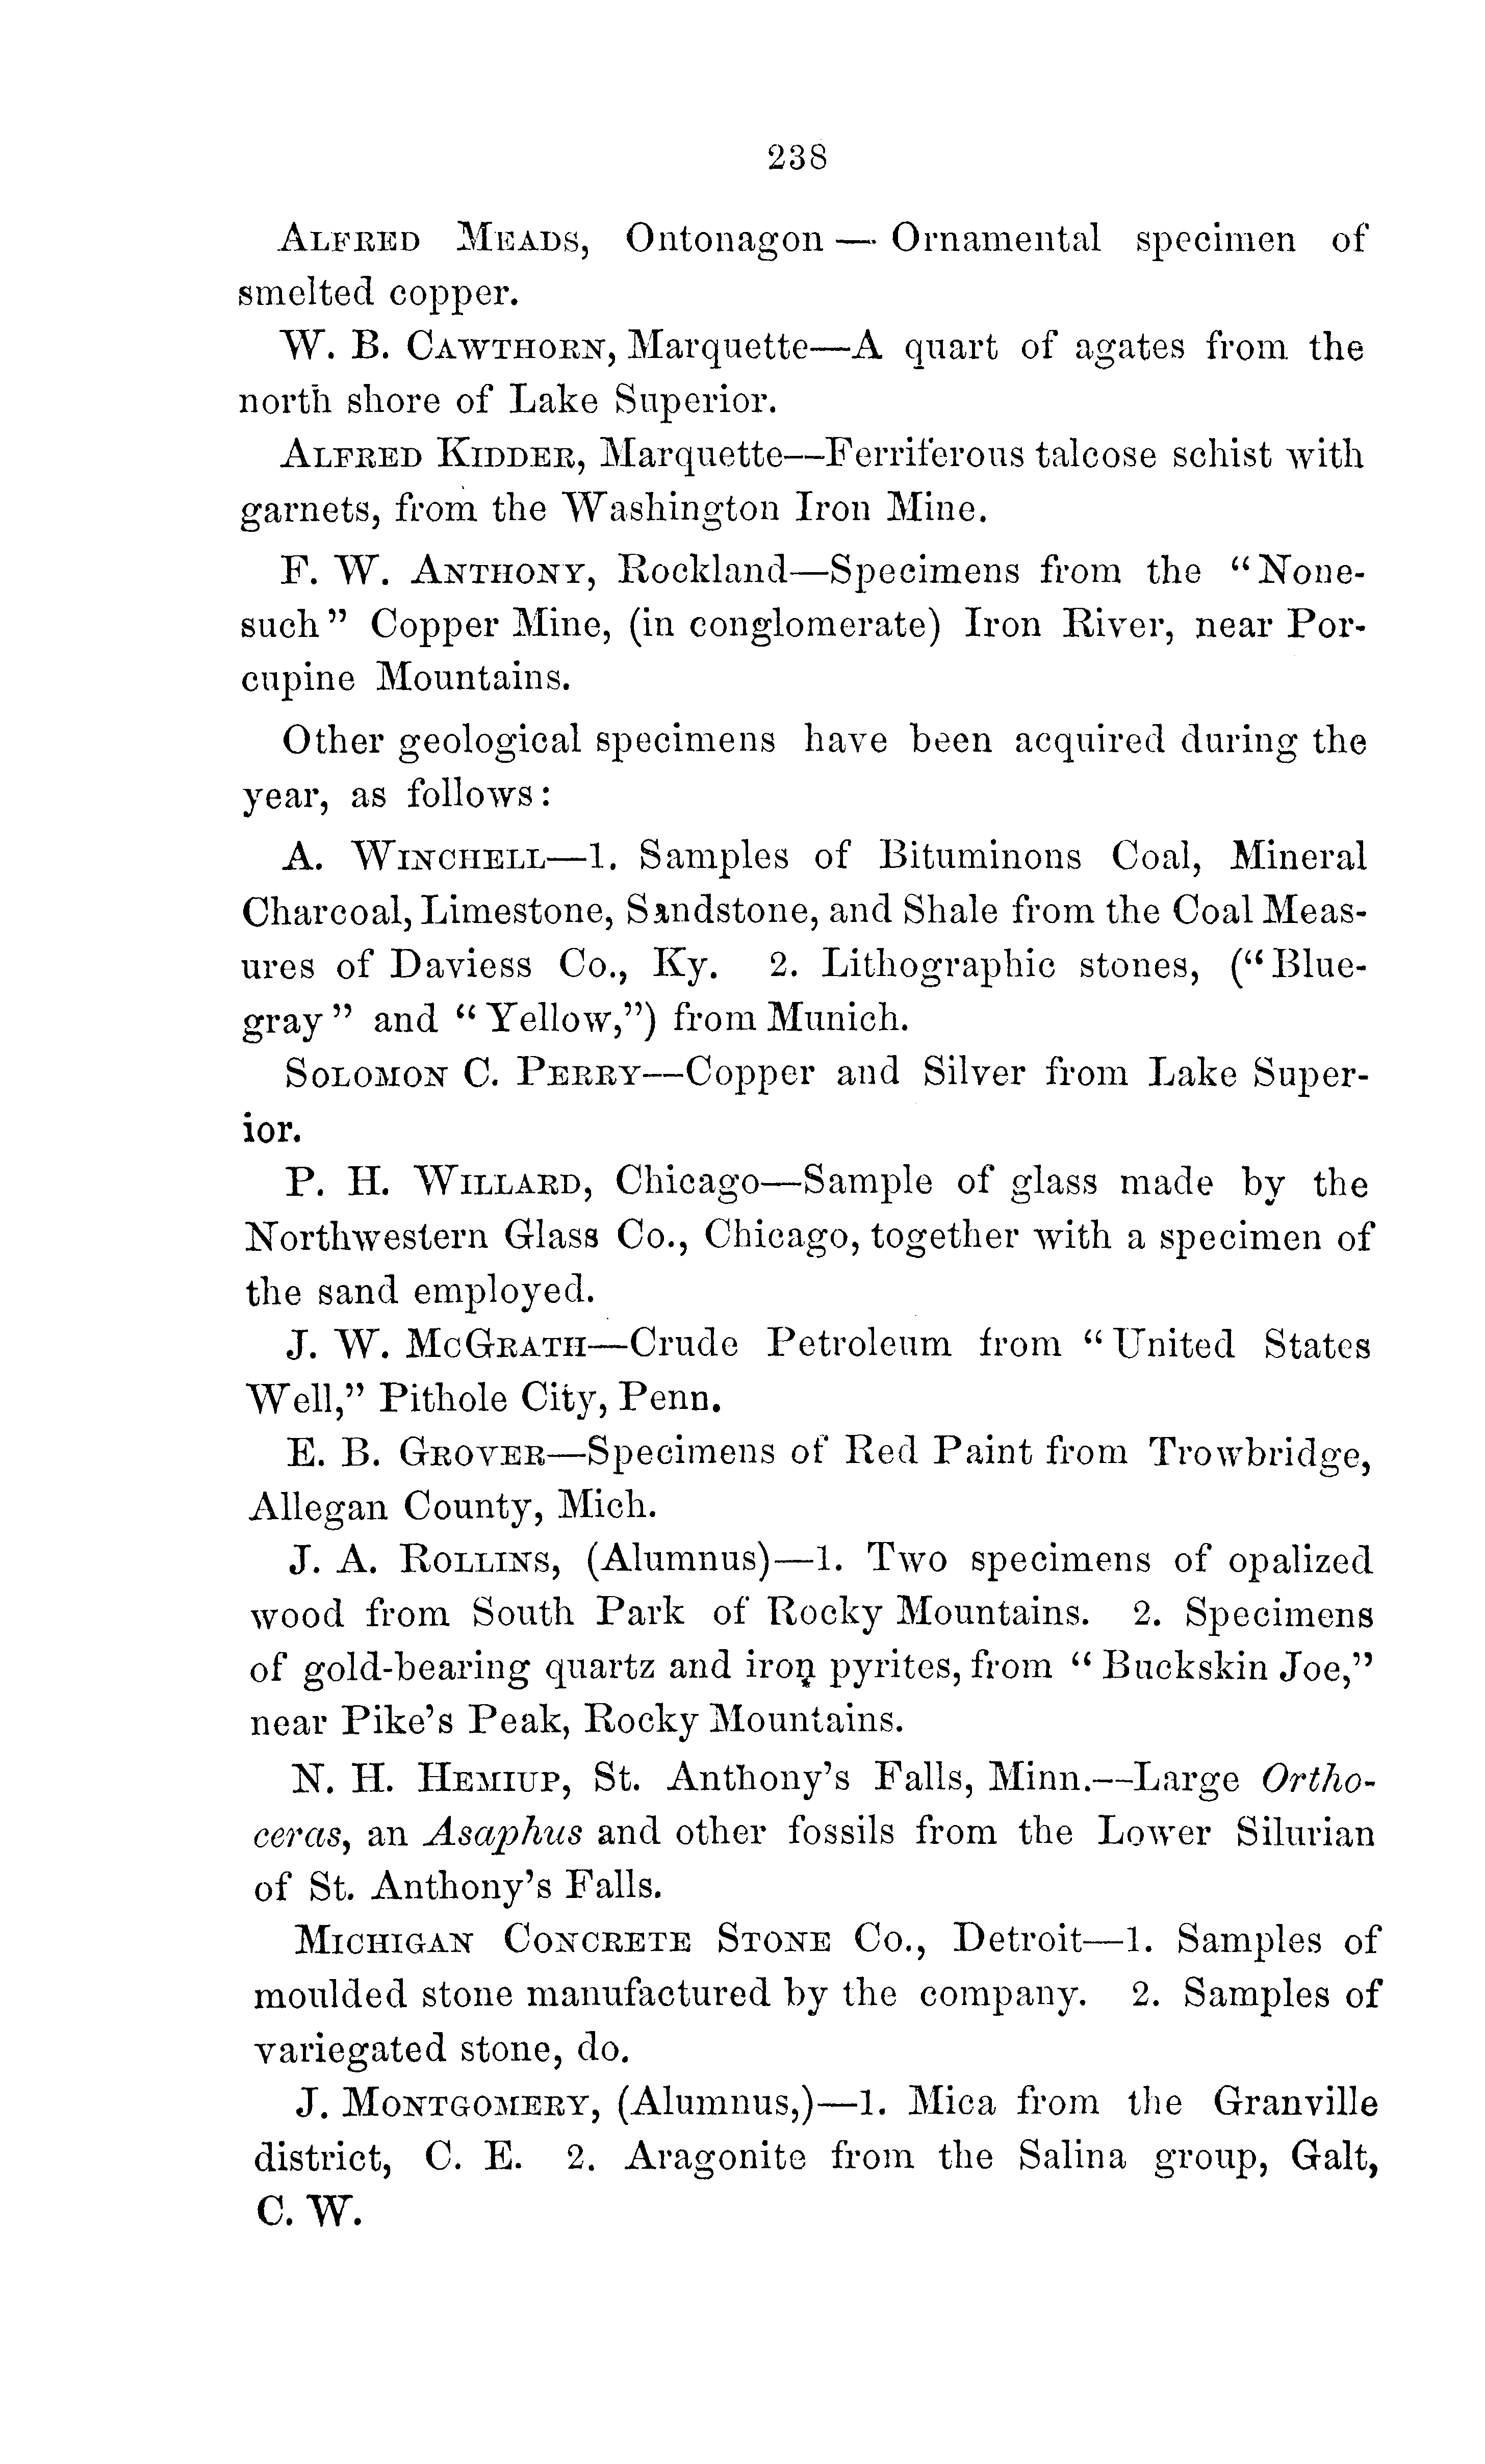 238
ALFRED MEADS, Ontonagon — Ornamental specimen of
smelted copper.
W. B. CAWTHORN, Marquette—A quart of agates from the
north shore of Lake Superior.
ALFRED KIDDER, Marquette—Ferriferous talcose schist with
garnets, from the Washington Iron Mine.
F. W. ANTHONY, Rockland—Specimens from the "None-
such" Copper Mine, (in conglomerate) Iron River, near Por-
cupine Mountains.
Other geological specimens have been acquired during the
year, as follows:
A. WINCHELL—1. Samples of Bituminons Coal, Mineral
Charcoal, Limestone, Sandstone, and Shale from the Coal Meas-
ures of Daviess Co., Ky. 2. Lithographic stones, ("Blue-
gray" and "Yellow,") from Munich.
SOLOMON C. PERRY—Copper and Silver from Lake Super-
ior.
P. H. WILLARD, Chicago—Sample of glass made by the
Northwestern Glass Co., Chicago, together with a specimen of
the sand employed.
J. W. MCGRATH—Crude Petroleum from "United States
Well," Pithole City, Penn.
E. B. GROVER—Specimens of Red Paint from Trowbridge,
Allegan County, Mich.
J. A. ROLLINS, (Alumnus)—1. Two specimens of opalized
wood from South Park of Rocky Mountains. 2. Specimens
of gold-bearing quartz and iron pyrites, from "Buckskin Joe,"
near Pike's Peak, Rocky Mountains.
N. H. HEMIUP, St. Anthony's Falls, Minn.—Large Ortho-
ceras, an Asaphus and other fossils from the Lower Silurian
of St. Anthony's Falls.
MICHIGAN CONCRETE STONE CO., Detroit—1. Samples of
moulded stone manufactured by the company. 2. Samples of
variegated stone, do.
J. MONTGOMERY, (Alumnus,)—1. Mica from the Granville
district, C. E. 2. Aragonite from the Salina group, Galt,
C. W.